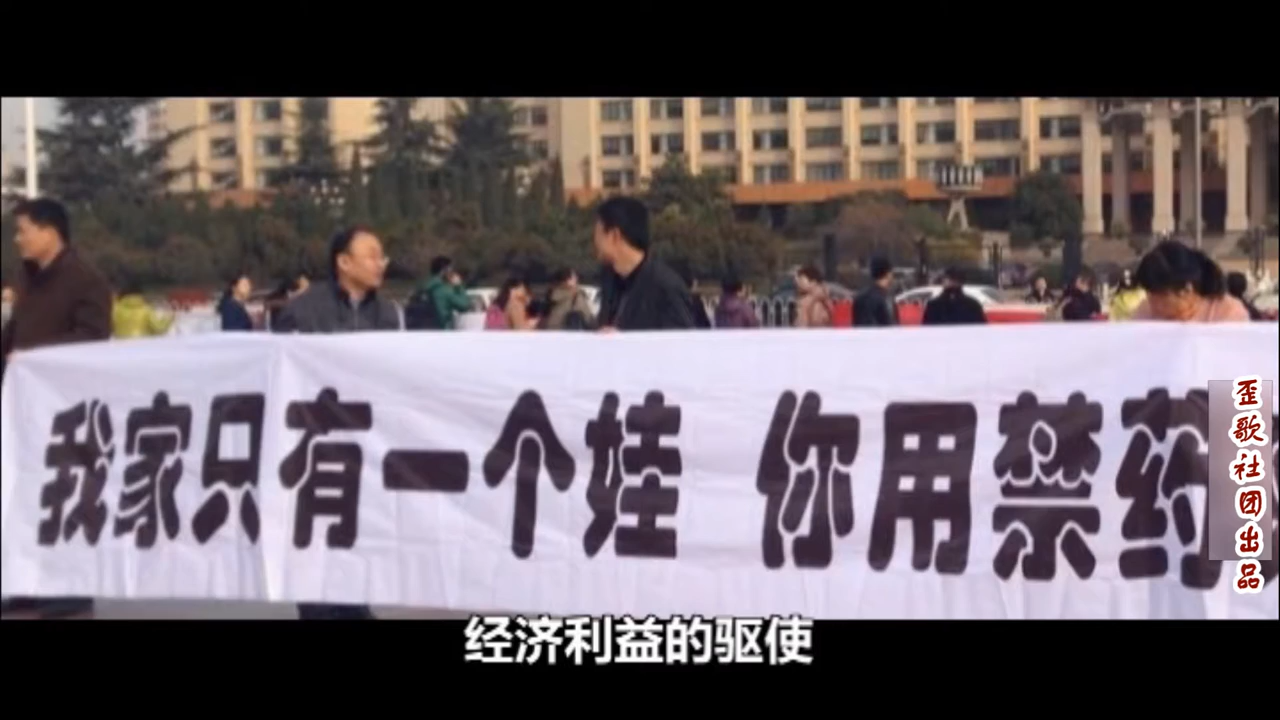 我家只有一个娃 你用禁药
歪歌社团出品
经济利益的驱使